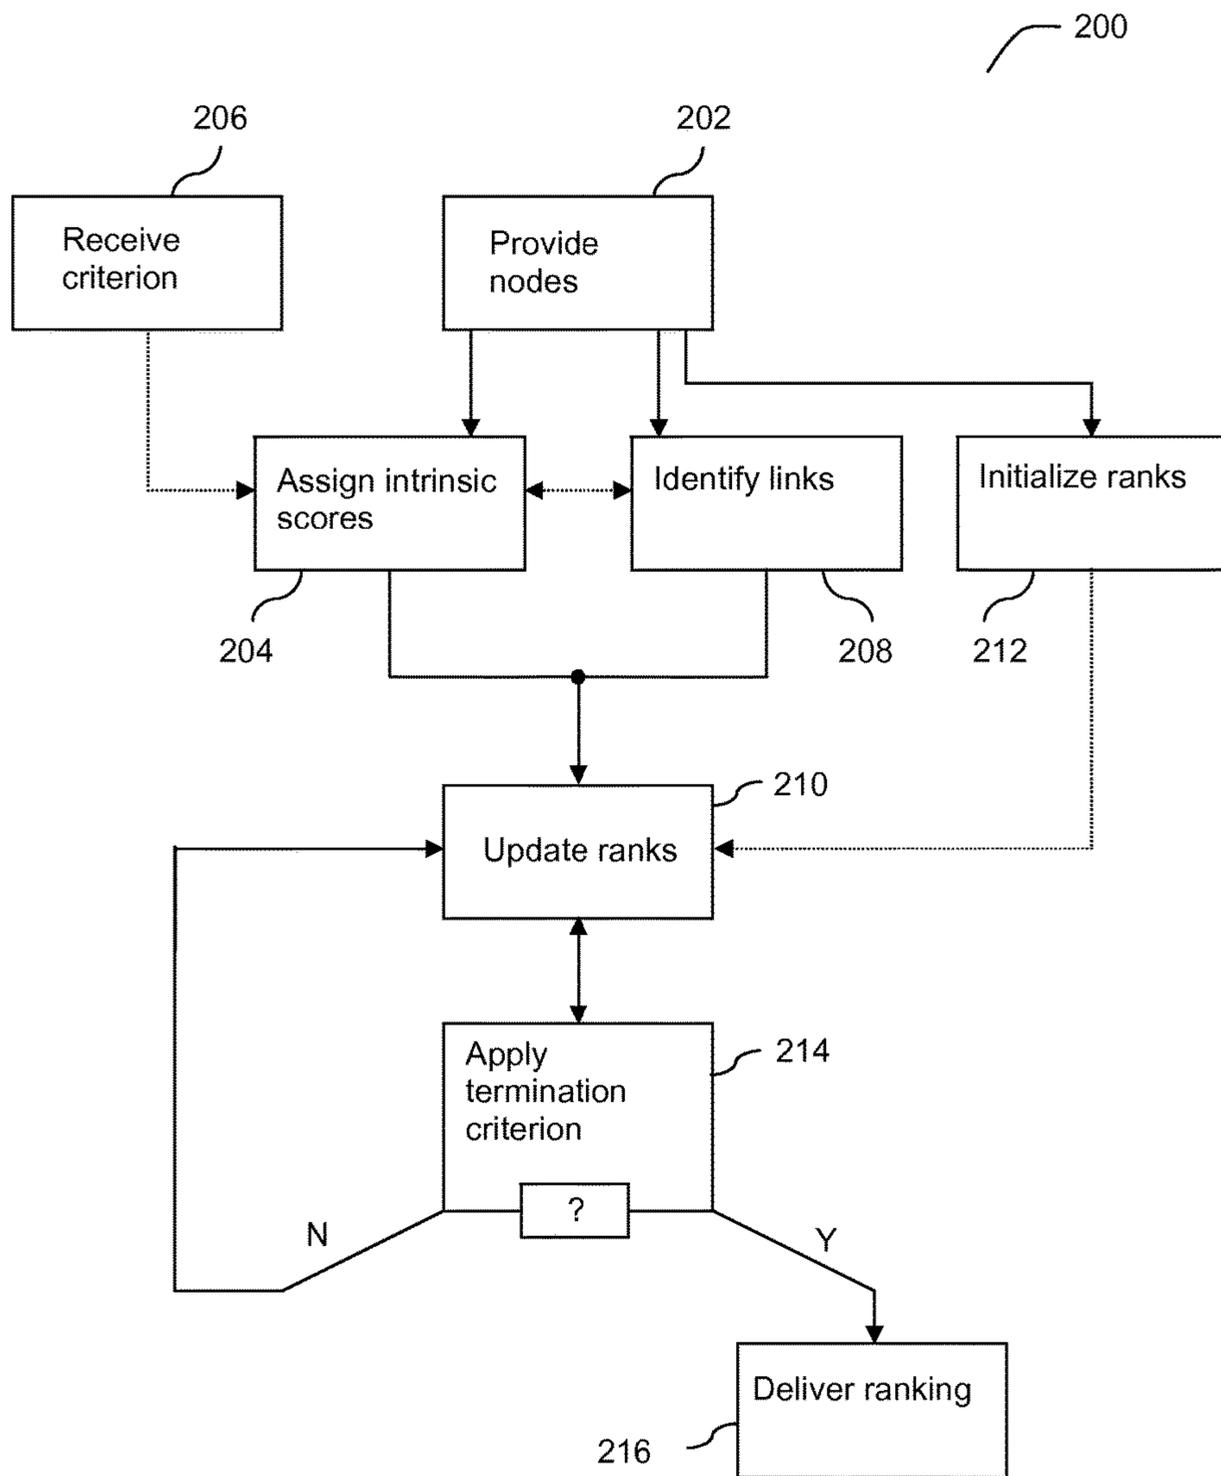 200
206
202
Receive
criterion
Provide
nodes
Assign intrinsic
scores
Identify links
Initialize ranks
204
208
212
210
Update ranks
Apply
termination
criterion
214
?
N
Y
Deliver ranking
216